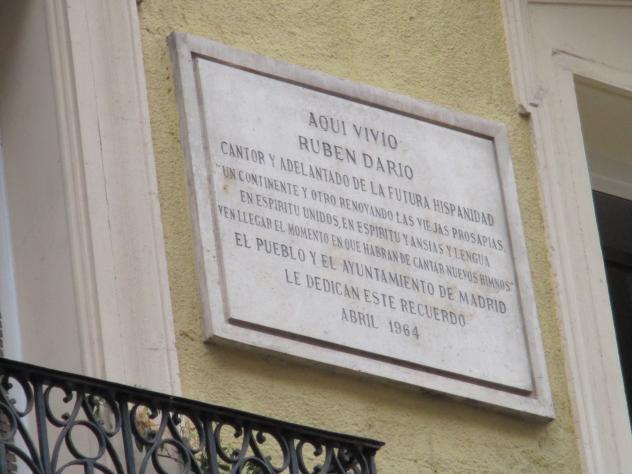 AQUI VIVIO
RUBEN DARIO
CANTOR Y ADELANTADO DE LA FUTURA HISPANIDAD
"UN CONTINENTE Y OTRO RENOVANDO LAS VIEJAS PROSAPIAS,
EN ESPIRITU UNIDOS, EN ESPIRITU Y ANSIAS Y LENGUA
VEN LLEGAR EL MOMENTO EN QUE HABRAN DE CANTAR NUEVOS HIMNOS"
EL PUEBLO Y EL AYUNTAMIENTO DE MADRID
LE DEDICAN ESTE RECUERDO
ABRIL 1964